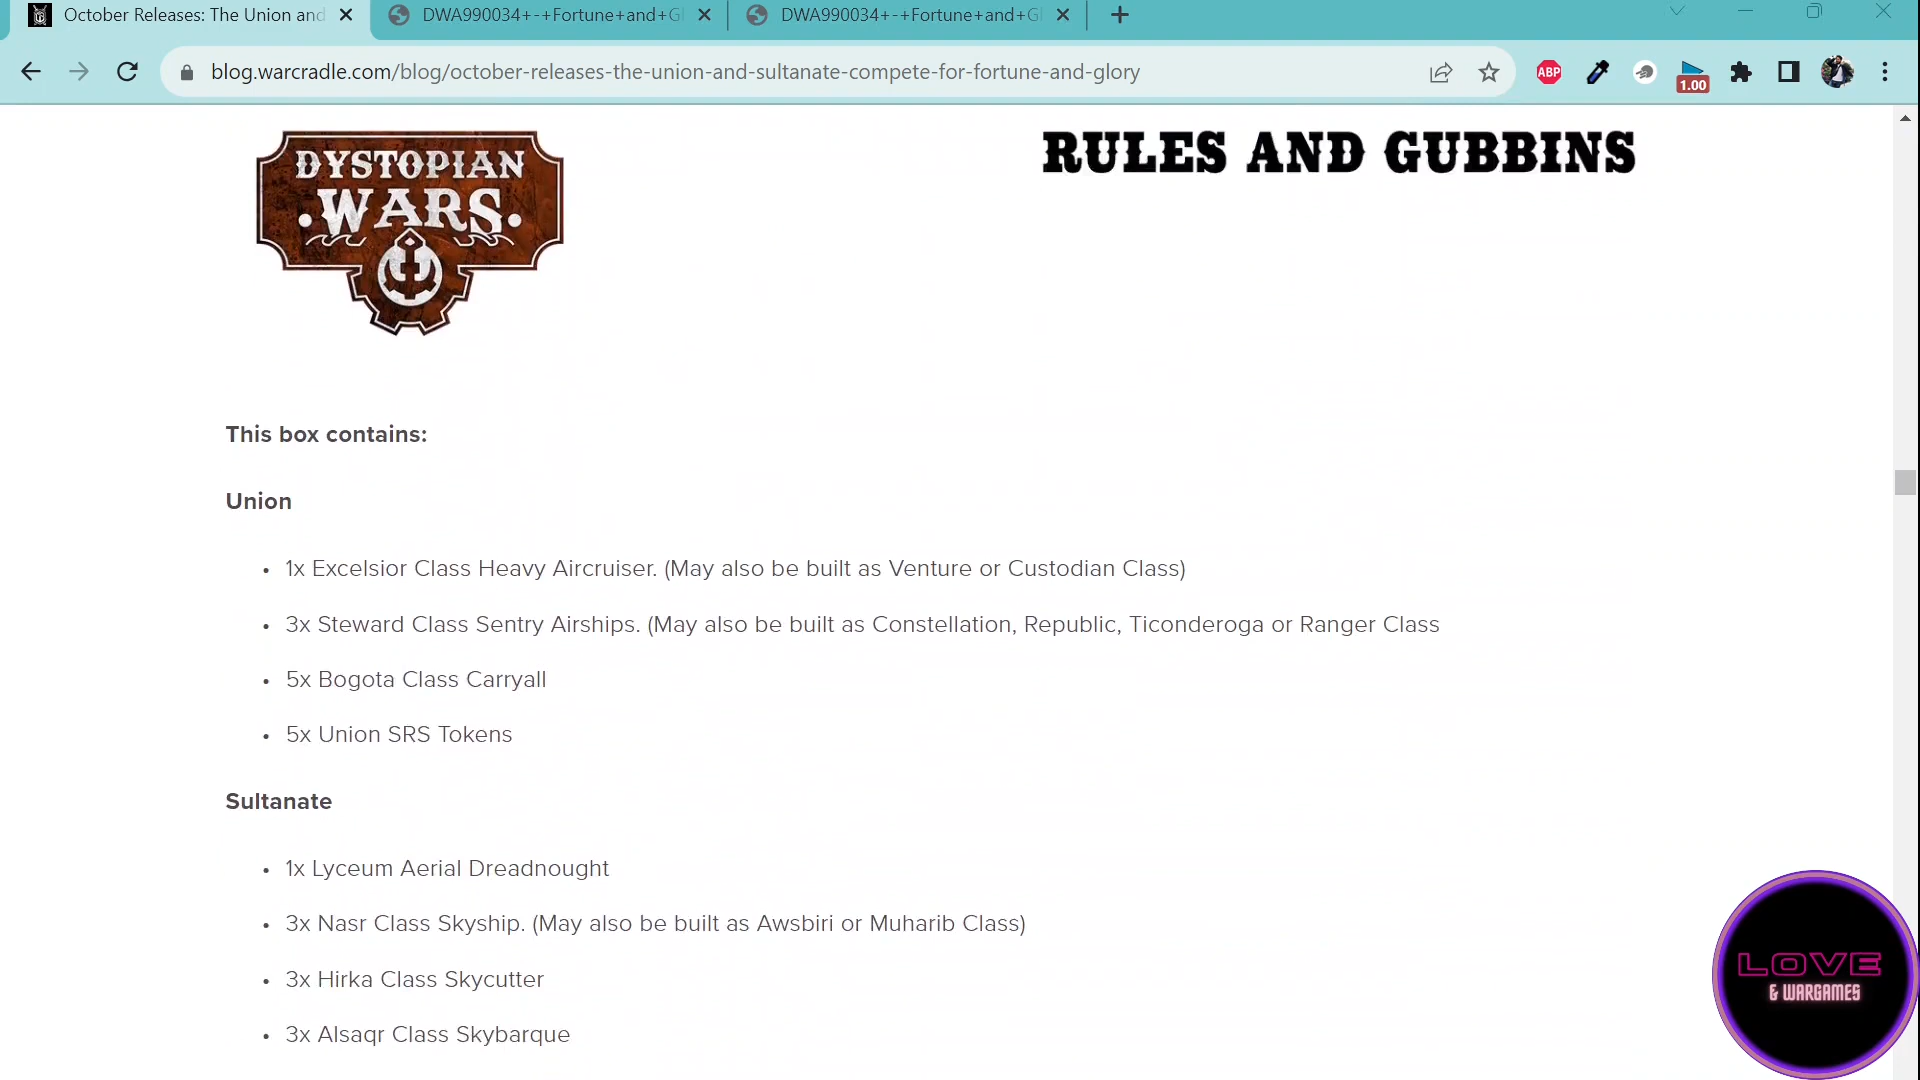 October Releases: The Union and
DWA990034+-+Fortune+and+Gl
DWA990034+-+Fortune+and+Gl
blog.warcradle.com/blog/october-releases-the-union-and-sultanate-compete-for-fortune-and-glory
ABP
1.00
DYSTOPIAN
WARS
RULES AND GUBBINS
This box contains:
Union
• 1x Excelsior Class Heavy Aircruiser. (May also be built as Venture or Custodian Class)
• 3x Steward Class Sentry Airships. (May also be built as Constellation, Republic, Ticonderoga or Ranger Class
• 5x Bogota Class Carryall
• 5x Union SRS Tokens
Sultanate
• 1x Lyceum Aerial Dreadnought
• 3x Nasr Class Skyship. (May also be built as Awsbiri or Muharib Class)
• 3x Hirka Class Skycutter
• 3x Alsaqr Class Skybarque
LOVE
& WARGAMES